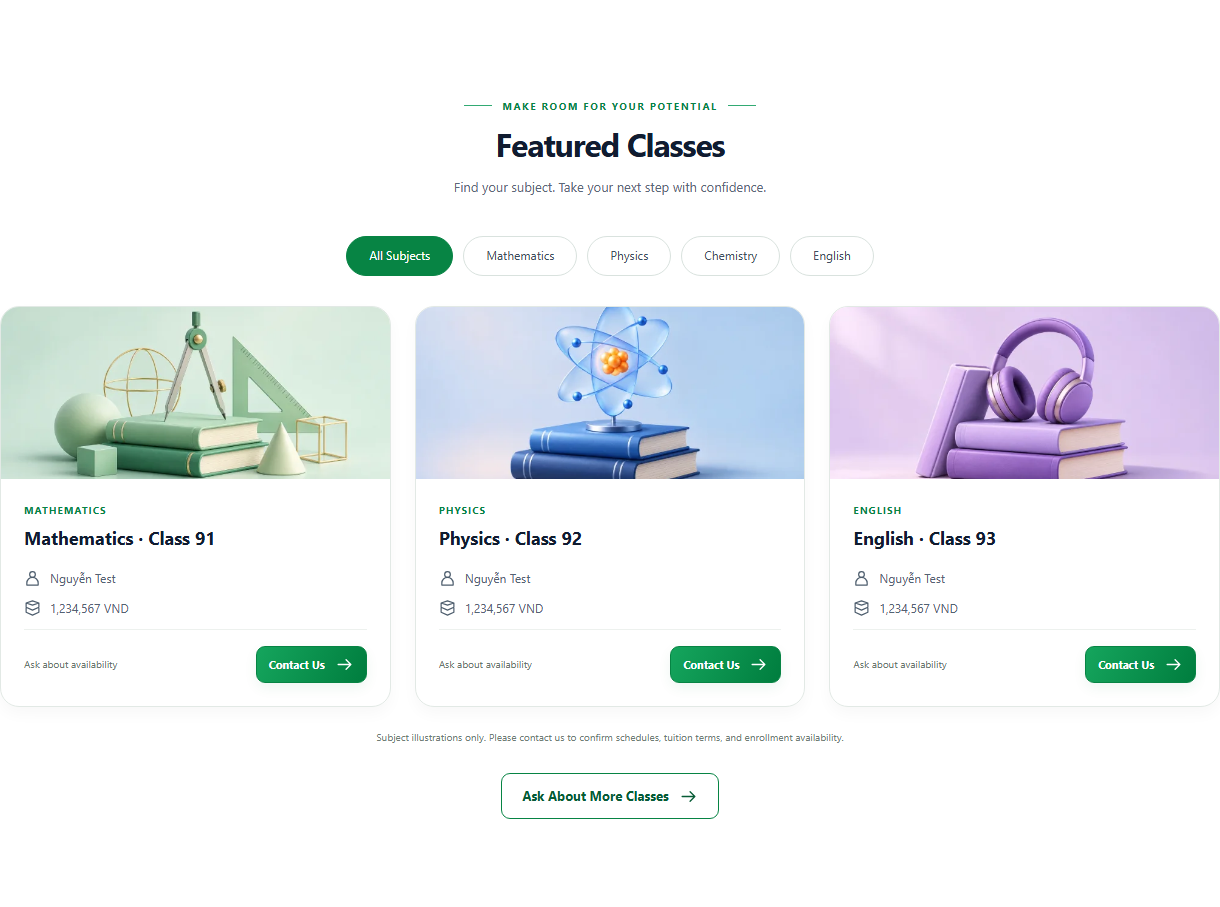 MAKE ROOM FOR YOUR POTENTIAL
Featured Classes
Find your subject. Take your next step with confidence.
All Subjects
Mathematics
Physics
Chemistry
English
MATHEMATICS
Mathematics · Class 91
Nguyễn Test
1,234,567 VND
Ask about availability
Contact Us
PHYSICS
Physics · Class 92
Nguyễn Test
1,234,567 VND
Ask about availability
Contact Us
ENGLISH
English · Class 93
Nguyễn Test
1,234,567 VND
Ask about availability
Contact Us
Subject illustrations only. Please contact us to confirm schedules, tuition terms, and enrollment availability.
Ask About More Classes